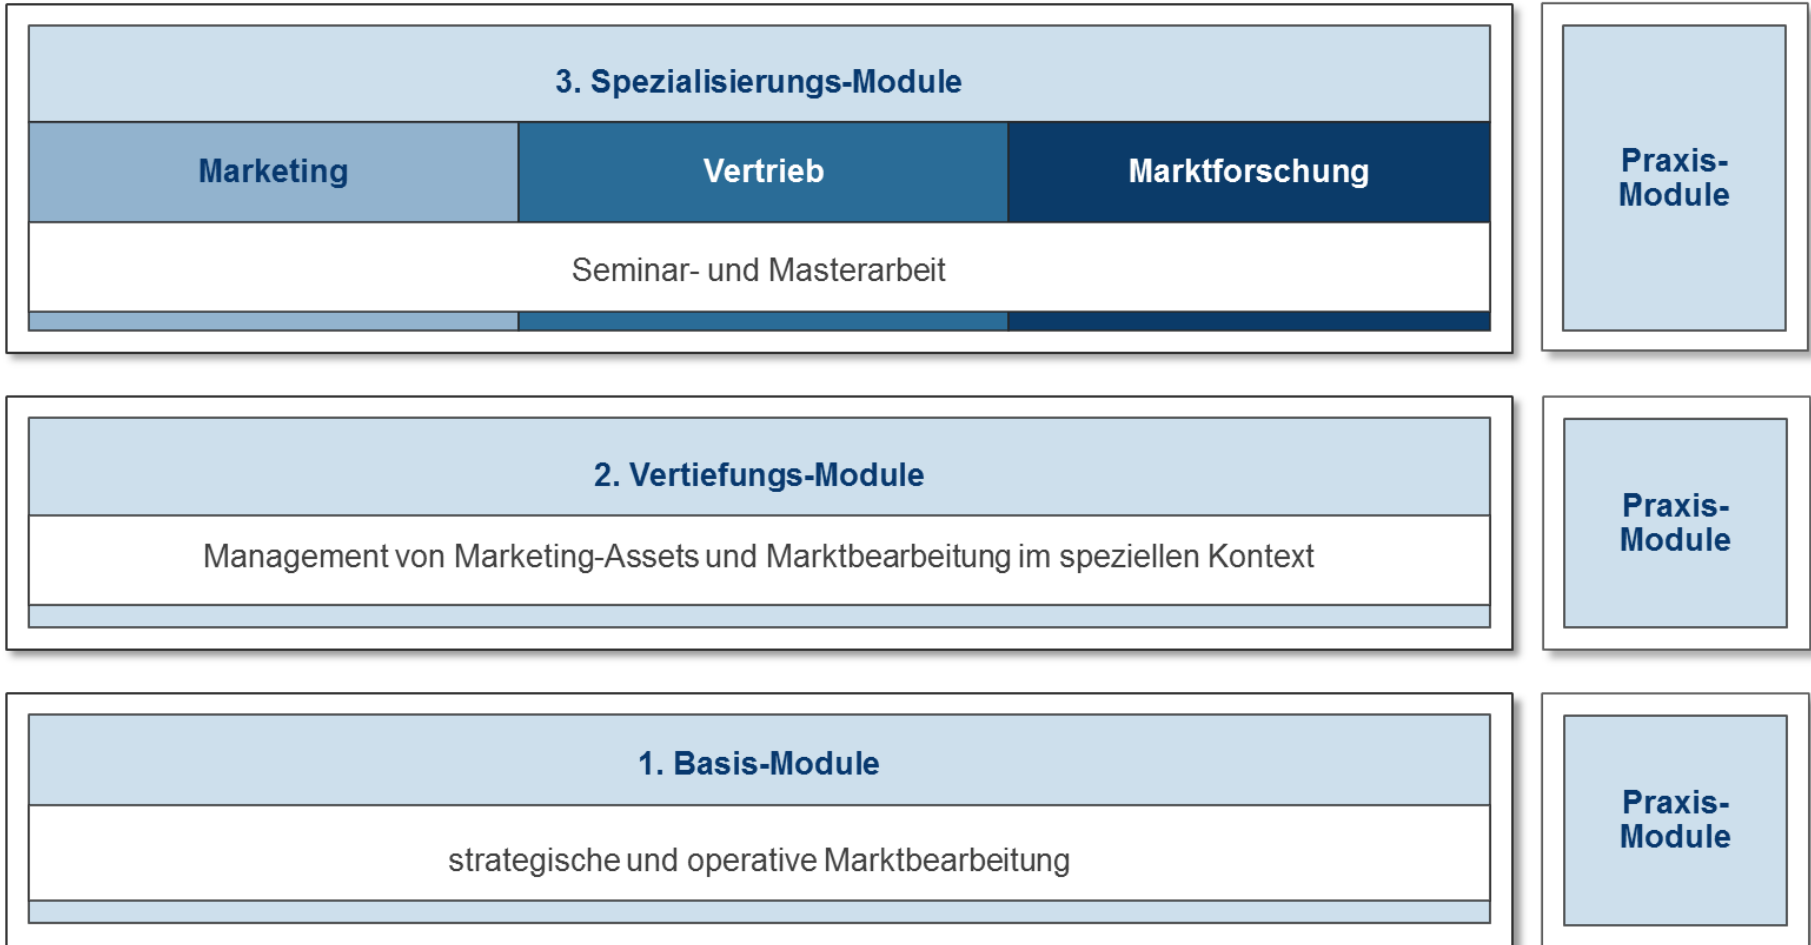 3. Spezialisierungs-Module
Marketing
Vertrieb
Marktforschung
Seminar- und Masterarbeit
Praxis-
Module
2. Vertiefungs-Module
Management von Marketing-Assets und Marktbearbeitung im speziellen Kontext
Praxis-
Module
1. Basis-Module
strategische und operative Marktbearbeitung
Praxis-
Module